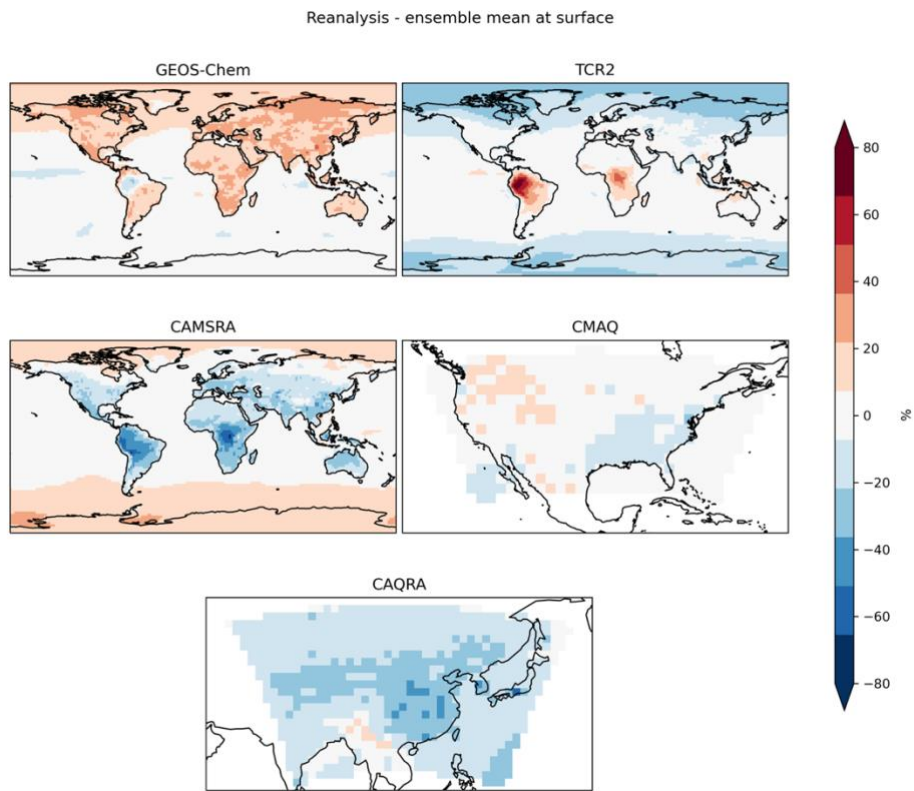 Reanalysis - ensemble mean at surface
GEOS-Chem
TCR2
CAMSRA
CMAQ
CAQRA
80
60
40
20
0
−20
−40
−60
−80
%